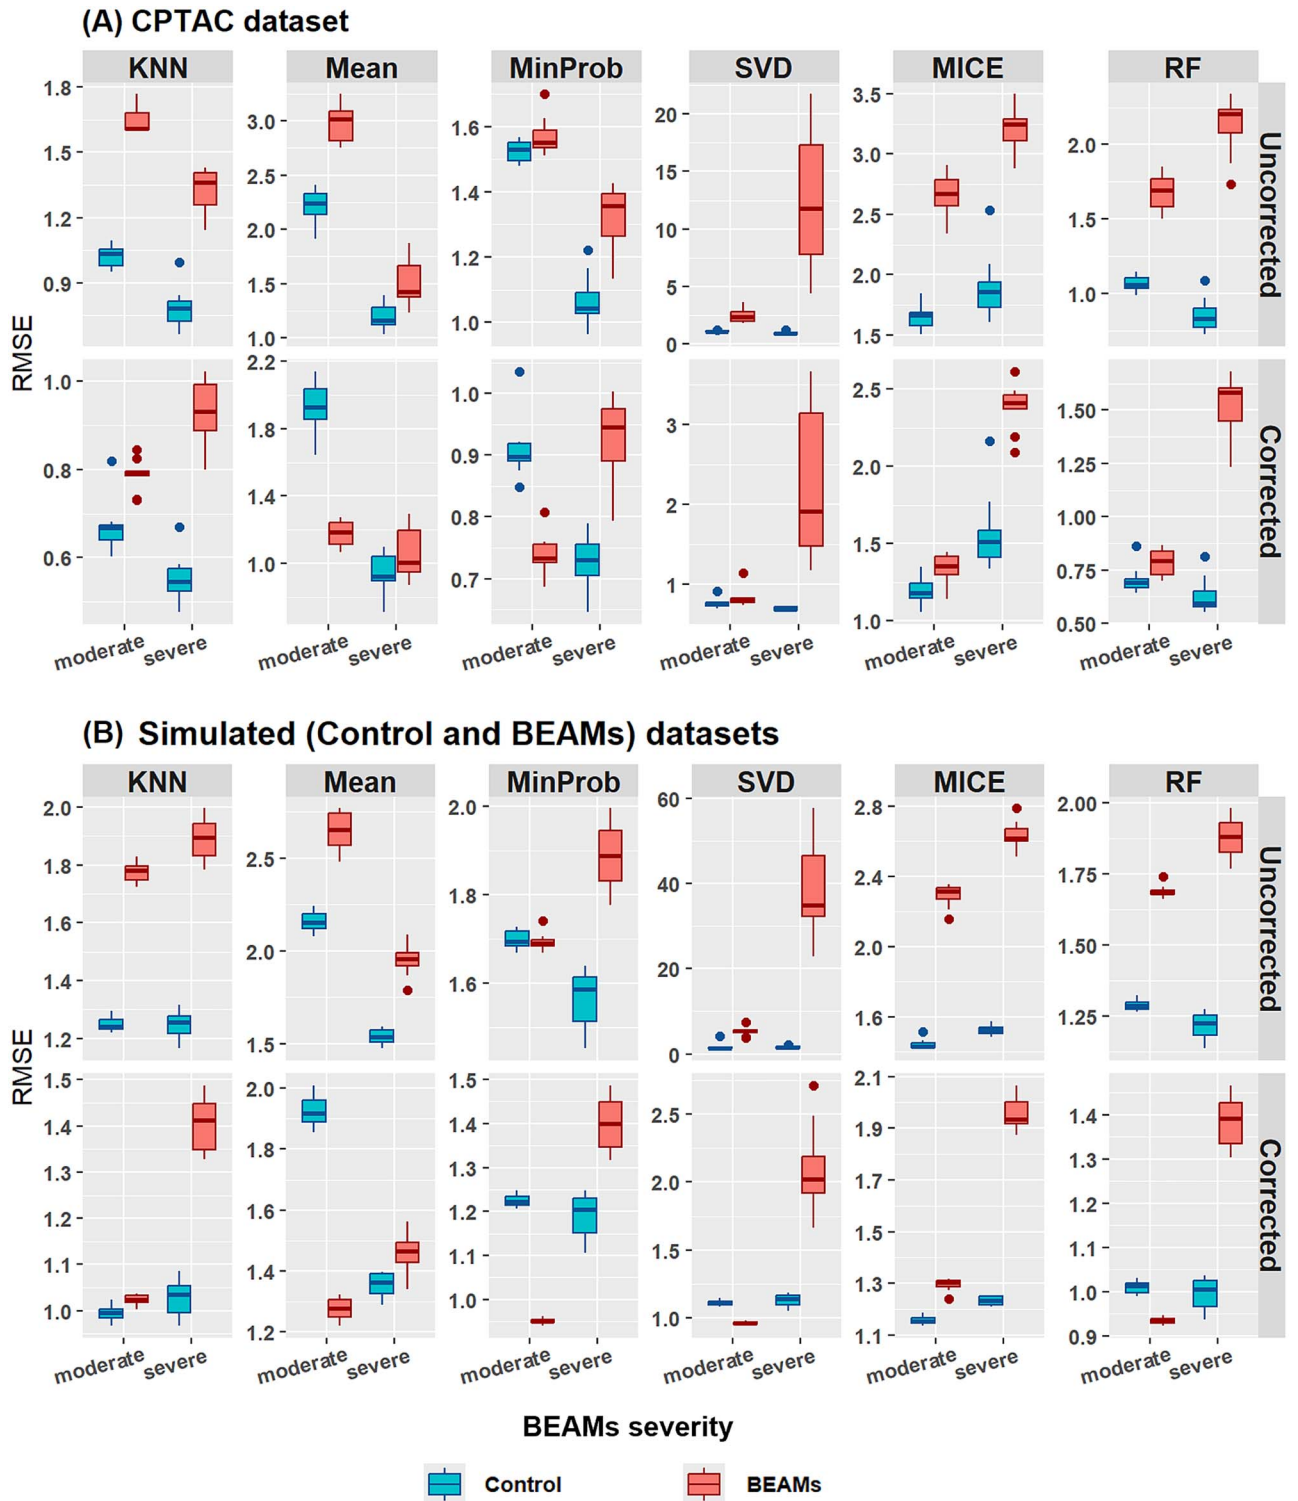 (A) CPTAC dataset
KNN Mean MinProb SVD MICE RF
1.8 1.5 1.2 0.9
3.0 2.5 2.0 1.5 1.0
1.6 1.4 1.2 1.0
20 15 10 5 0
3.5 3.0 2.5 2.0 1.5
2.0 1.5 1.0
Uncorrected
RMSE
1.0 0.8 0.6
2.2 1.8 1.4 1.0
1.0 0.9 0.8 0.7
3 2 1
2.5 2.0 1.5 1.0
1.50 1.25 1.00 0.75 0.50
Corrected
moderate severe moderate severe moderate severe moderate severe moderate severe moderate severe
(B) Simulated (Control and BEAMs) datasets
KNN Mean MinProb SVD MICE RF
2.0 1.8 1.6 1.4 1.2
2.5 2.0 1.5
2.0 1.8 1.6
60 40 20 0
2.8 2.4 2.0 1.6
2.00 1.75 1.50 1.25
Uncorrected
RMSE
1.5 1.4 1.3 1.2 1.1 1.0
2.0 1.8 1.6 1.4 1.2
1.5 1.4 1.3 1.2 1.1 1.0
2.5 2.0 1.5 1.0
2.1 1.9 1.7 1.5 1.3 1.1
1.4 1.3 1.2 1.1 1.0 0.9
Corrected
moderate severe moderate severe moderate severe moderate severe moderate severe moderate severe
BEAMs severity
Control BEAMs